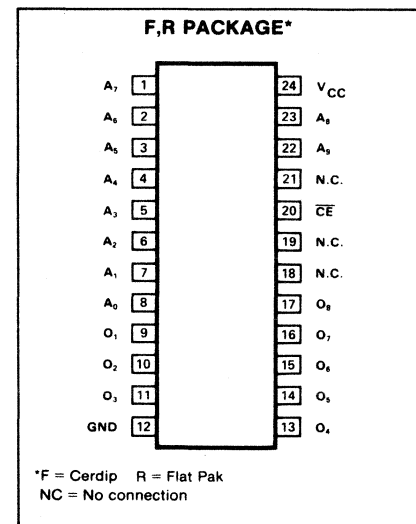 F,R PACKAGE*
A₇ 1 24 V_CC
A₆ 2 23 A₈
A₅ 3 22 A₉
A₄ 4 21 N.C.
A₃ 5 20 C̅E̅
A₂ 6 19 N.C.
A₁ 7 18 N.C.
A₀ 8 17 O₈
O₁ 9 16 O₇
O₂ 10 15 O₆
O₃ 11 14 O₅
GND 12 13 O₄
*F = Cerdip R = Flat Pak
NC = No connection